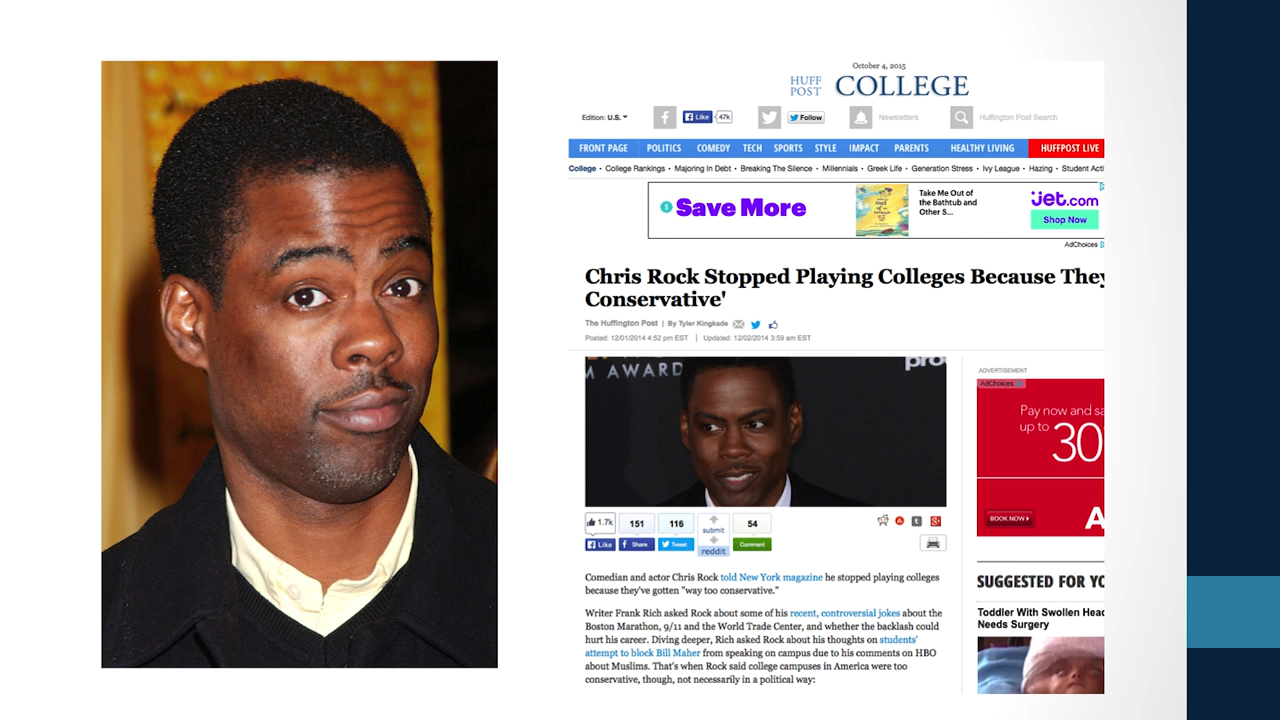 October 4, 2015
HUFF
POST
COLLEGE
Edition: U.S.
Like
47k
Follow
Newsletters
Huffington Post Search
FRONT PAGE POLITICS COMEDY TECH SPORTS STYLE IMPACT PARENTS HEALTHY LIVING HUFFPOST LIVE
College • College Rankings • Majoring In Debt • Breaking The Silence • Millennials • Greek Life • Generation Stress • Ivy League • Hazing • Student Acti
Save More
Take Me Out of
the Bathtub and
Other S...
Jet.com
Shop Now
AdChoices
Chris Rock Stopped Playing Colleges Because They
Conservative'
The Huffington Post | By Tyler Kingkade
Posted: 12/01/2014 4:52 pm EST | Updated: 12/02/2014 3:59 am EST
M AWARD
pro
1.7k
151
116
submit
54
Like
Share
Tweet
reddit
Comment
ADVERTISEMENT
AdChoices
Pay now and sa
up to 30
BOOK NOW
A
Comedian and actor Chris Rock told New York magazine he stopped playing colleges
because they've gotten "way too conservative."
Writer Frank Rich asked Rock about some of his recent, controversial jokes about the
Boston Marathon, 9/11 and the World Trade Center, and whether the backlash could
hurt his career. Diving deeper, Rich asked Rock about his thoughts on students'
attempt to block Bill Maher from speaking on campus due to his comments on HBO
about Muslims. That's when Rock said college campuses in America were too
conservative, though, not necessarily in a political way:
SUGGESTED FOR YO
Toddler With Swollen Head
Needs Surgery